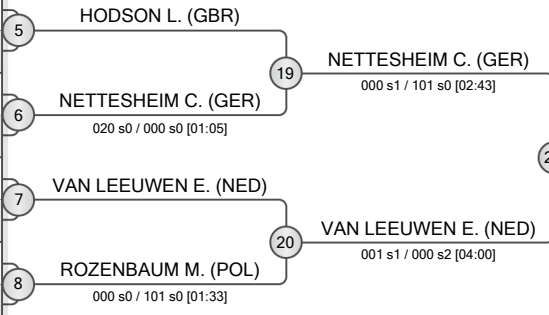 5
HODSON L. (GBR)
19
NETTESHEIM C. (GER)
000 s1 / 101 s0 [02:43]
6
NETTESHEIM C. (GER)
020 s0 / 000 s0 [01:05]
7
VAN LEEUWEN E. (NED)
20
VAN LEEUWEN E. (NED)
001 s1 / 000 s2 [04:00]
8
ROZENBAUM M. (POL)
000 s0 / 101 s0 [01:33]